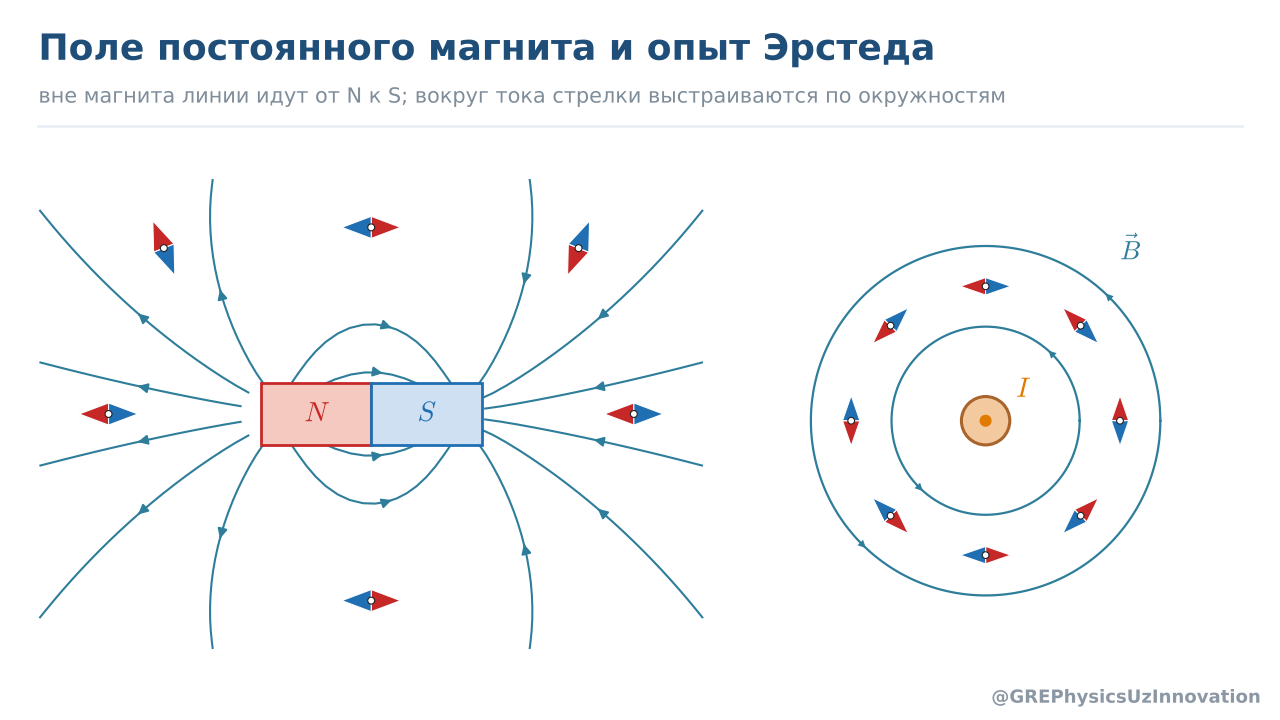 Поле постоянного магнита и опыт Эрстеда
вне магнита линии идут от N к S; вокруг тока стрелки выстраиваются по окружностям
N
S
I
B⃗
@GREPhysicsUzInnovation